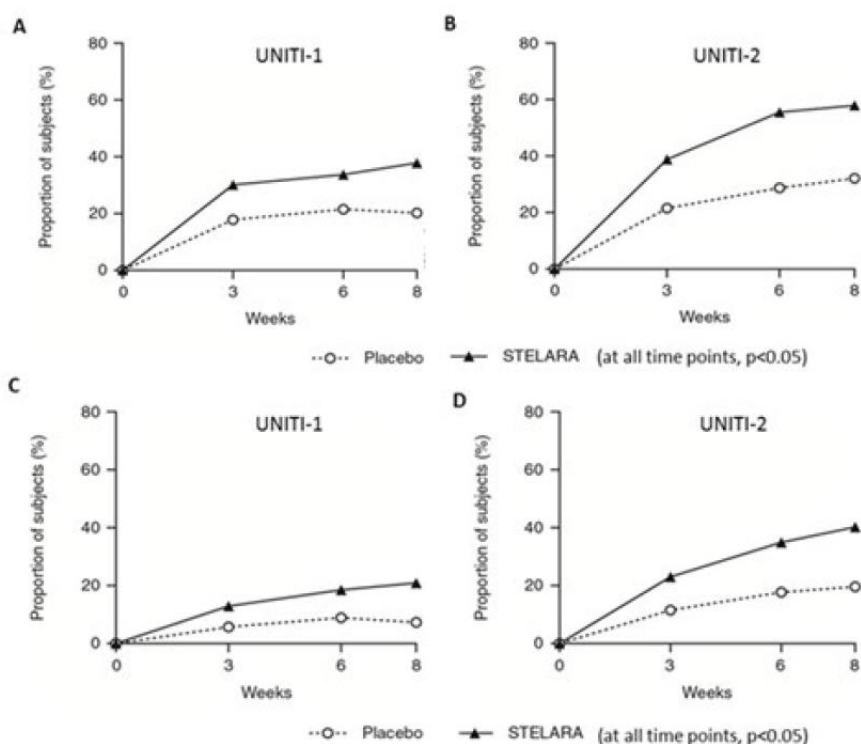 A
UNITI-1
Proportion of subjects (%)
80
60
40
20
0
0 3 6 8
Weeks
B
UNITI-2
Proportion of subjects (%)
80
60
40
20
0
0 3 6 8
Weeks
Placebo STELARA (at all time points, p<0.05)
C
UNITI-1
Proportion of subjects (%)
80
60
40
20
0
0 3 6 8
Weeks
D
UNITI-2
Proportion of subjects (%)
80
60
40
20
0
0 3 6 8
Weeks
Placebo STELARA (at all time points, p<0.05)